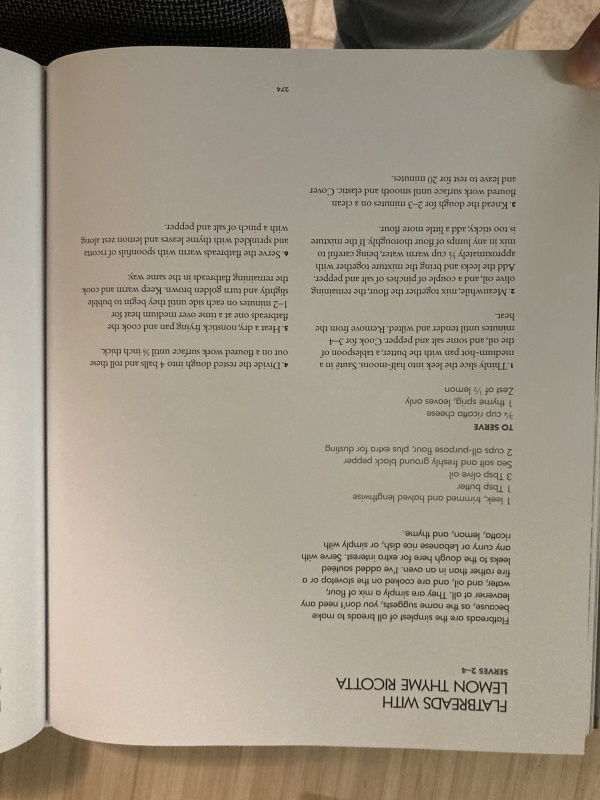 FLATBREADS WITH
LEMON THYME RICOTTA
SERVES 2–4
Flatbreads are the simplest of all breads to make
because, as the name suggests, you don't need any
leavener at all. They are simply a mix of flour,
water, and oil, and are cooked on the stovetop or a
fire rather than in an oven. I've added sautéed
leeks to the dough here for extra interest. Serve with
any curry or Lebanese rice dish, or simply with
ricotta, lemon, and thyme.
1 leek, trimmed and halved lengthwise
1 Tbsp butter
3 Tbsp olive oil
Sea salt and freshly ground black pepper
2 cups all-purpose flour, plus extra for dusting
TO SERVE
¾ cup ricotta cheese
1 thyme sprig, leaves only
Zest of ½ lemon
1. Thinly slice the leek into half-moons. Sauté in a
medium-hot pan with the butter, a tablespoon of
the oil, and some salt and pepper. Cook for 3–4
minutes until tender and wilted. Remove from the
heat.
2. Meanwhile, mix together the flour, the remaining
olive oil, and a couple of pinches of salt and pepper.
Add the leeks and bring the mixture together with
approximately ½ cup warm water, being careful to
mix in any lumps of flour thoroughly. If the mixture
is too sticky, add a little more flour.
3. Knead the dough for 2–3 minutes on a clean
floured work surface until smooth and elastic. Cover
and leave to rest for 20 minutes.
4. Divide the rested dough into 4 balls and roll these
out on a floured work surface until ⅛ inch thick.
5. Heat a dry, nonstick frying pan and cook the
flatbreads one at a time over medium heat for
1–2 minutes on each side until they begin to bubble
slightly and turn golden brown. Keep warm and cook
the remaining flatbreads in the same way.
6. Serve the flatbreads warm with spoonfuls of ricotta
and sprinkled with thyme leaves and lemon zest along
with a pinch of salt and pepper.
274